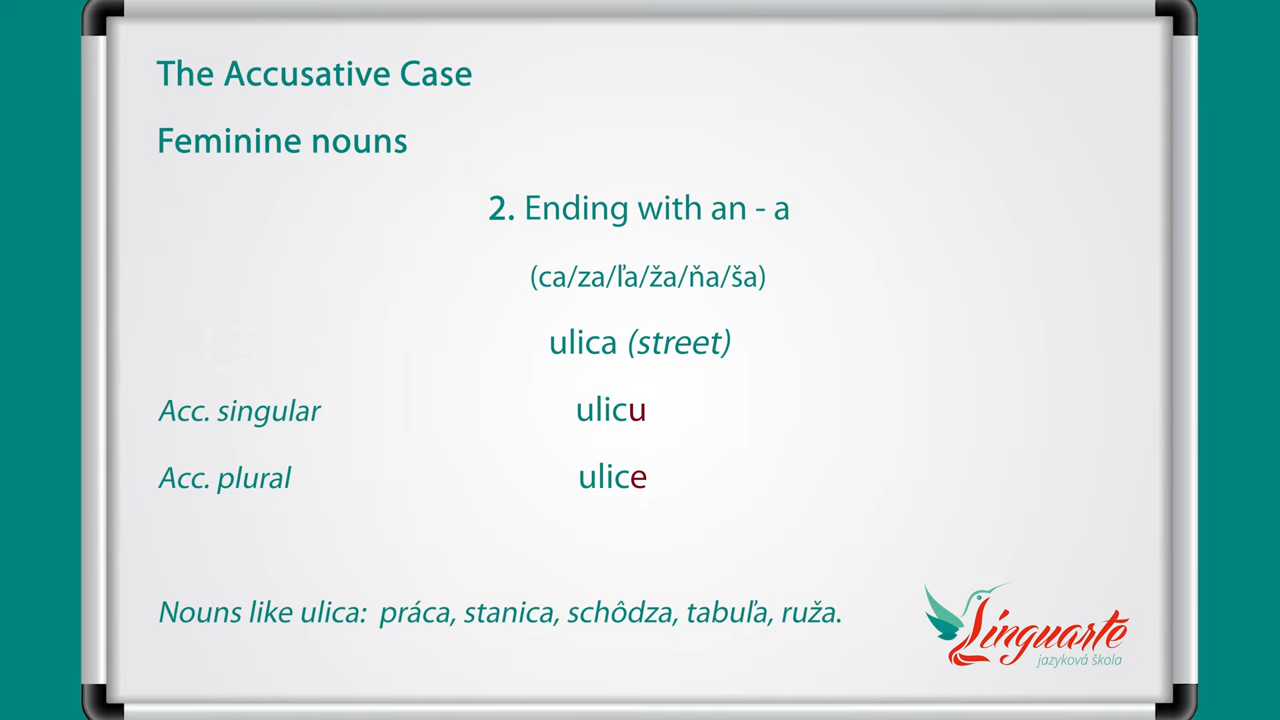 The Accusative Case
Feminine nouns
2. Ending with an - a
(ca/za/ľa/ža/ňa/ša)
ulica (street)
Acc. singular ulicu
Acc. plural ulice
Nouns like ulica: práca, stanica, schôdza, tabuľa, ruža.
Linguarte
jazyková škola